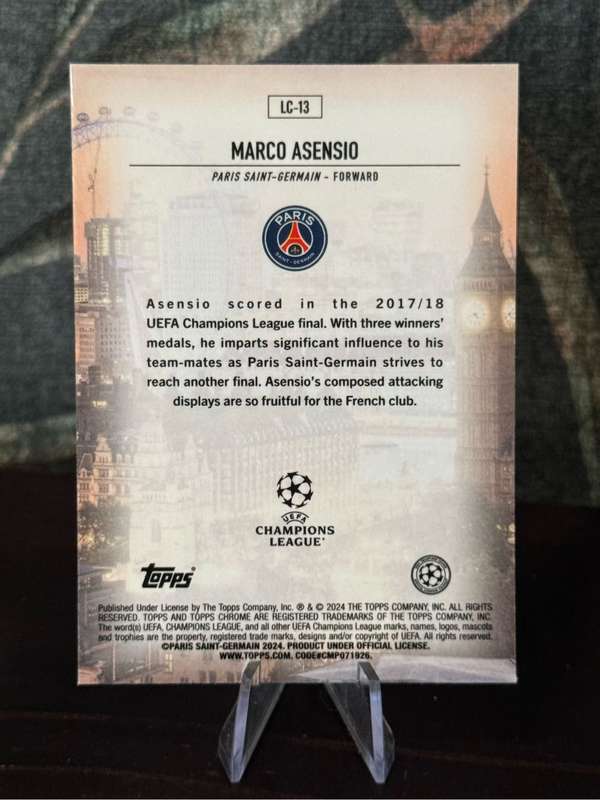 LC-13
MARCO ASENSIO
PARIS SAINT-GERMAIN - FORWARD
PARIS
SAINT-GERMAIN
Asensio scored in the 2017/18
UEFA Champions League final. With three winners'
medals, he imparts significant influence to his
team-mates as Paris Saint-Germain strives to
reach another final. Asensio's composed attacking
displays are so fruitful for the French club.
UEFA
CHAMPIONS
LEAGUE®
Topps
Published Under License by The Topps Company, Inc. ® & © 2024 THE TOPPS COMPANY, INC. ALL RIGHTS
RESERVED. TOPPS AND TOPPS CHROME ARE REGISTERED TRADEMARKS OF THE TOPPS COMPANY, INC.
The word(s) UEFA, CHAMPIONS LEAGUE, and all other UEFA Champions League marks, names, logos, mascots
and trophies are the property, registered trade marks, designs and/or copyright of UEFA. All rights reserved.
©PARIS SAINT-GERMAIN 2024. PRODUCT UNDER OFFICIAL LICENSE.
WWW.TOPPS.COM. CODE#CMP071926.